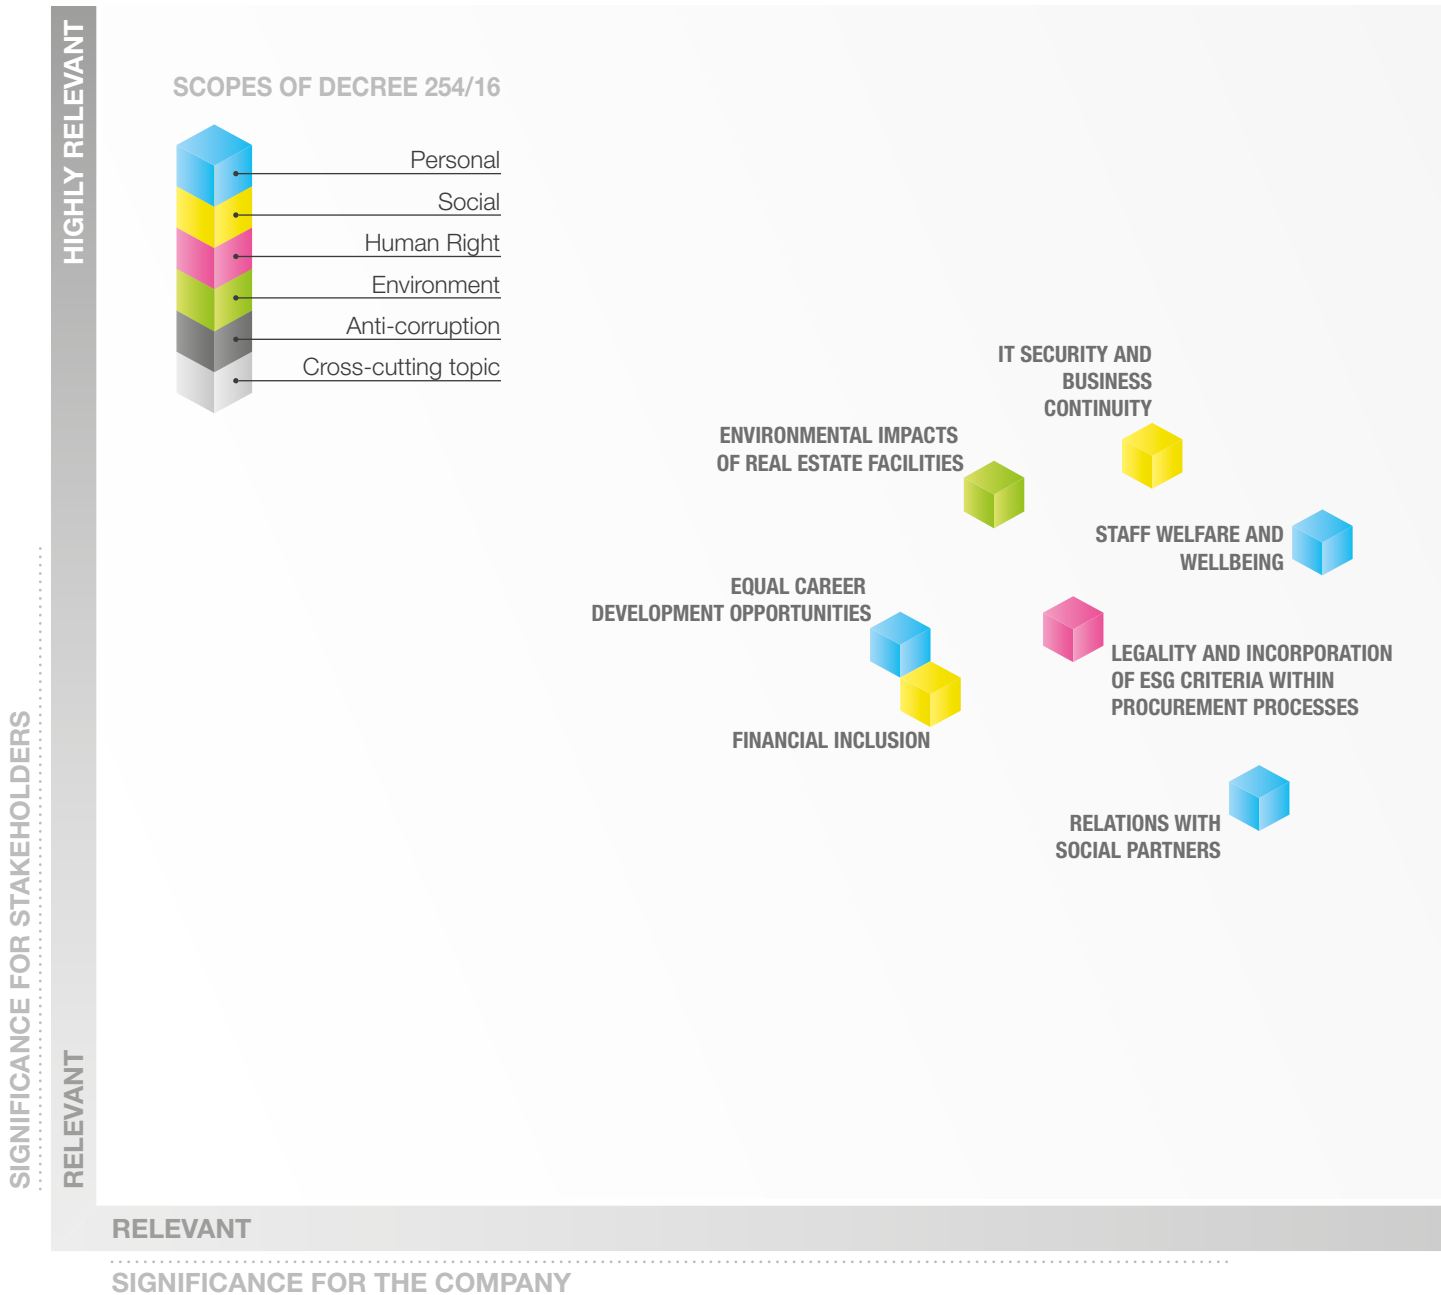 HIGHLY RELEVANT
SCOPES OF DECREE 254/16
Personal
Social
Human Right
Environment
Anti-corruption
Cross-cutting topic
IT SECURITY AND
BUSINESS
CONTINUITY
ENVIRONMENTAL IMPACTS
OF REAL ESTATE FACILITIES
STAFF WELFARE AND
WELLBEING
EQUAL CAREER
DEVELOPMENT OPPORTUNITIES
LEGALITY AND INCORPORATION
OF ESG CRITERIA WITHIN
PROCUREMENT PROCESSES
FINANCIAL INCLUSION
RELATIONS WITH
SOCIAL PARTNERS
SIGNIFICANCE FOR STAKEHOLDERS
RELEVANT
RELEVANT
SIGNIFICANCE FOR THE COMPANY